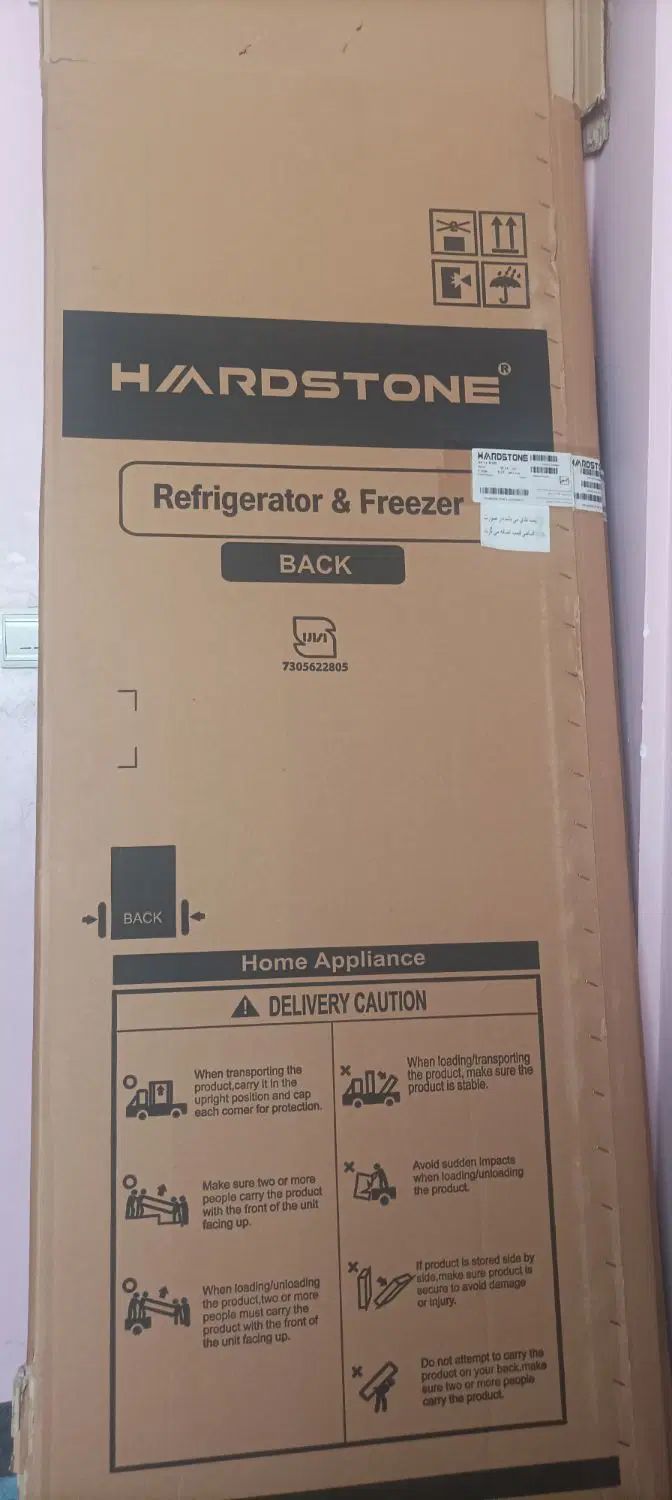 HARDSTONE®
HARDSTONE
HARDST
Refrigerator & Freezer
BACK
7305622805
BACK
Home Appliance
DELIVERY CAUTION
When transporting the
product,carry it in the
upright position and cap
each corner for protection.
Make sure two or more
people carry the product
with the front of the unit
facing up.
When loading/unloading
the product,two or more
people must carry the
product with the front of
the unit facing up.
When loading/transporting
the product, make sure the
product is stable.
Avoid sudden impacts
when loading/unloading
the product.
If product is stored side by
side,make sure product is
secure to avoid damage
or injury.
Do not attempt to carry the
product on your back,make
sure two or more people
carry the product.